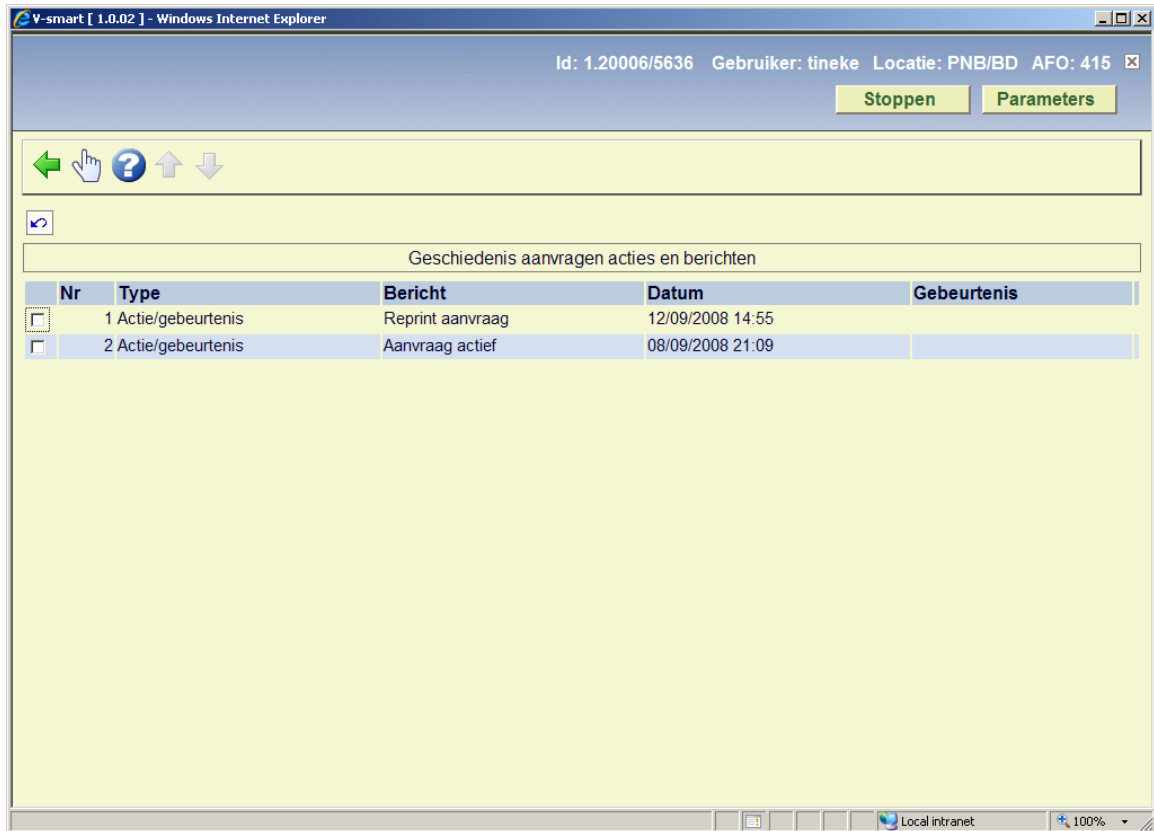 V-smart [ 1.0.02 ] - Windows Internet Explorer
Id: 1.20006/5636 Gebruiker: tineke Locatie: PNB/BD AFO: 415
Stoppen Parameters
Geschiedenis aanvragen acties en berichten
Nr Type Bericht Datum Gebeurtenis
1 Actie/gebeurtenis Reprint aanvraag 12/09/2008 14:55
2 Actie/gebeurtenis Aanvraag actief 08/09/2008 21:09
Local intranet 100%